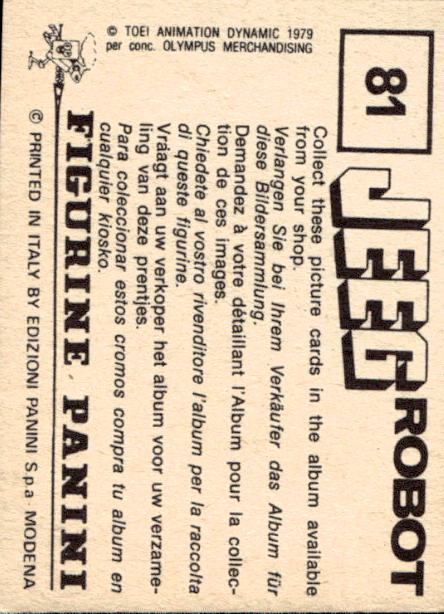 81
JEEG ROBOT
© TOEI ANIMATION DYNAMIC 1979
per conc. OLYMPUS MERCHANDISING
Collect these picture cards in the album available
from your shop.
Verlangen Sie bei Ihrem Verkäufer das Album für
diese Bildersammlung.
Demandez à votre détaillant l'Album pour la collec-
tion de ces images.
Chiedete al vostro rivenditore l'album per la raccolta
di queste figurine.
Vráagt aan uw verkoper het album voor uw verzame-
ling van deze prentjes.
Para coleccionar estos cromos compra tu album en
cualquier kiosko.
FIGURINE PANINI
© PRINTED IN ITALY BY EDIZIONI PANINI S.p.a - MODENA